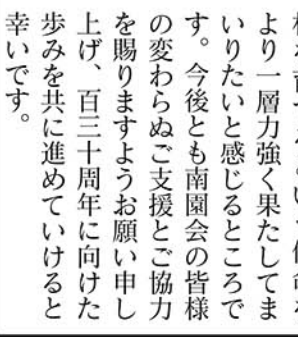 より一層力強く果たしてま
いりたいと感じるところで
す。今後とも南園会の皆様
の変わらぬご支援とご協力
を賜りますようお願い申し
上げ、百三十周年に向けた
歩みを共に進めていけると
幸いです。